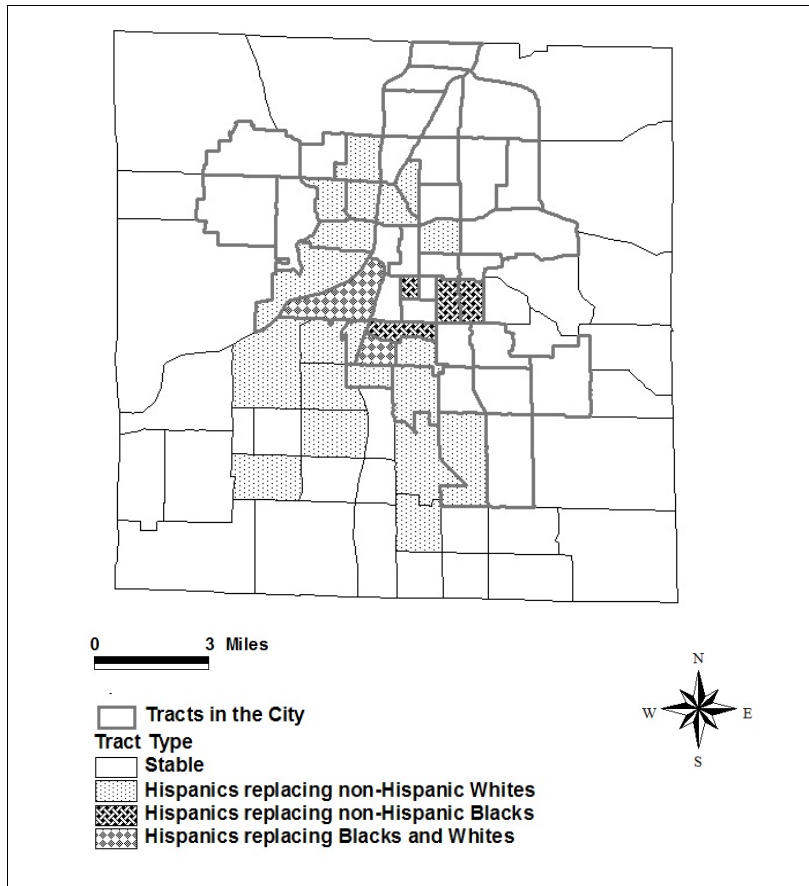 0 3 Miles
N
W E
S
Tracts in the City
Tract Type
Stable
Hispanics replacing non-Hispanic Whites
Hispanics replacing non-Hispanic Blacks
Hispanics replacing Blacks and Whites